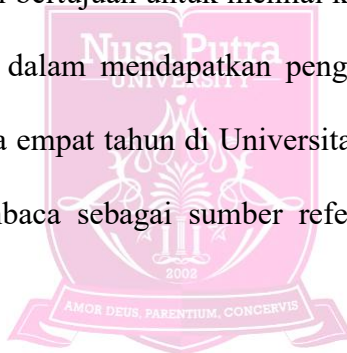 bertujuan untuk
Nusa Putra
dalam mendapatkan peng
UNIVERSITY
a empat tahun di Universita
baca sebagai sumber refe
2002
AMOR DEUS, PARENTIUM, CONCERVIS